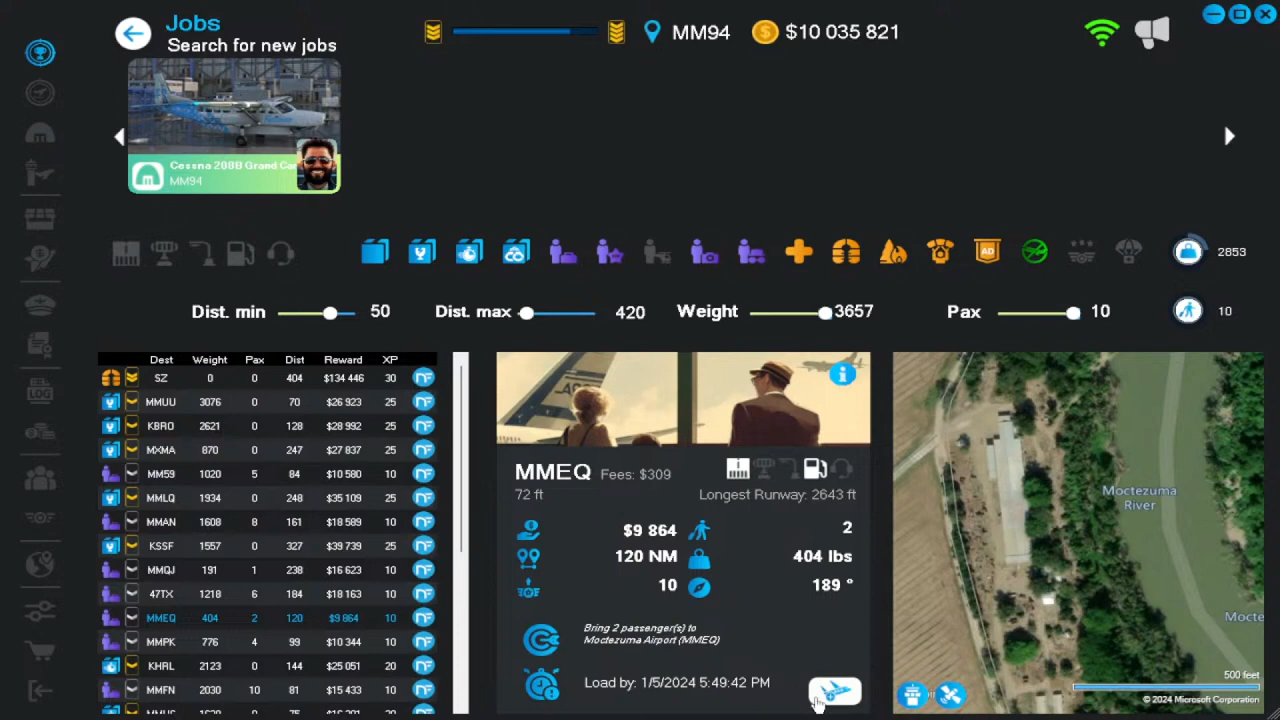 Jobs
Search for new jobs
MM94
$10 035 821
Cessna 208B Grand Car
MM94
AD
2853
Dist. min 50 Dist. max 420 Weight 3657 Pax 10
10
Dest Weight Pax Dist Reward XP
SZ 0 0 404 $134 446 30
MMUU 3076 0 70 $26 923 25
KBRO 2621 0 128 $28 992 25
MXMA 870 0 247 $27 837 25
MM59 1020 5 84 $10 580 10
MMLQ 1934 0 248 $35 109 25
MMAN 1608 8 161 $18 589 10
KSSF 1557 0 327 $39 739 25
MMQJ 191 1 238 $16 623 10
47TX 1218 6 184 $18 163 10
MMEQ 404 2 120 $9 864 10
MMPK 776 4 99 $10 344 10
KHRL 2123 0 144 $25 051 20
MMFN 2030 10 81 $15 433 10
MMEQ Fees: $309
72 ft Longest Runway: 2643 ft
$9 864 2
120 NM 404 lbs
10 189 °
Bring 2 passenger(s) to
Moctezuma Airport (MMEQ)
Load by: 1/5/2024 5:49:42 PM
Moctezuma
River
Mocte
500 feet
© 2024 Microsoft Corporation
LOG